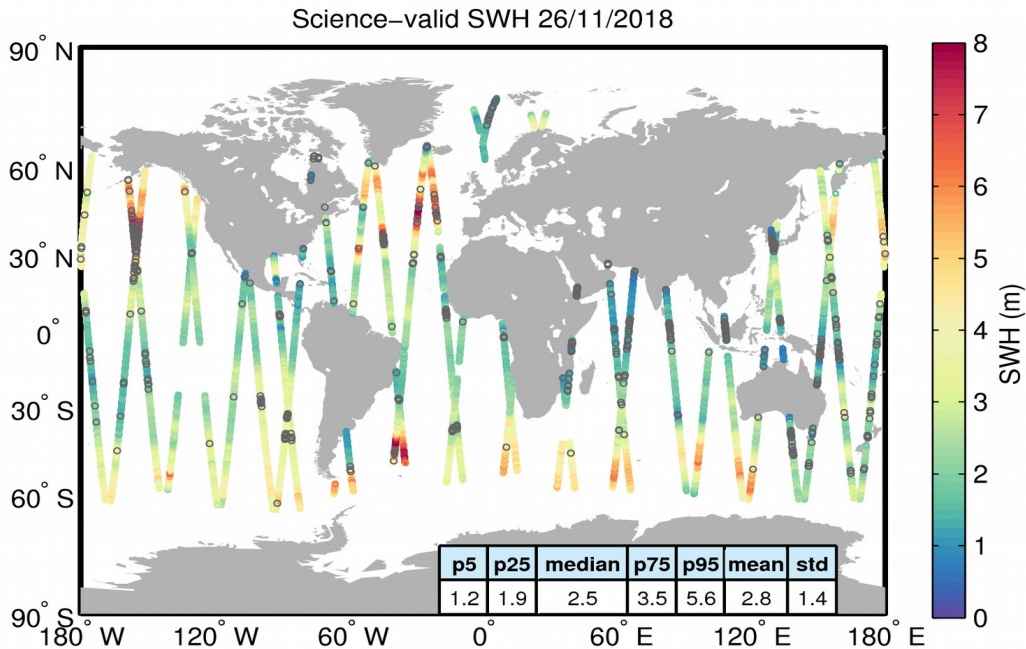 Science−valid SWH 26/11/2018
90° N
60° N
30° N
0°
30° S
60° S
90° S
180° W
120° W
60° W
0°
60° E
120° E
180° E
p5 p25 median p75 p95 mean std
1.2 1.9 2.5 3.5 5.6 2.8 1.4
8
7
6
5
4
3
2
1
0
SWH (m)